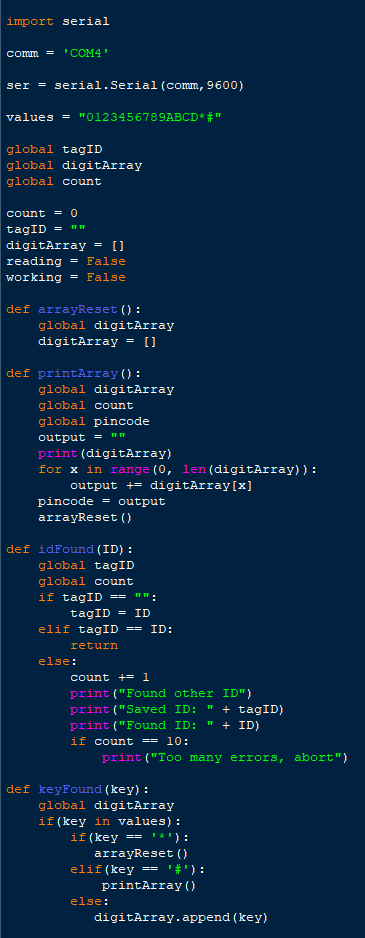 import serial
comm = 'COM4'
ser = serial.Serial(comm,9600)
values = "0123456789ABCD*#"
global tagID
global digitArray
global count
count = 0
tagID = ""
digitArray = []
reading = False
working = False
def arrayReset():
    global digitArray
    digitArray = []
def printArray():
    global digitArray
    global count
    global pincode
    output = ""
    print(digitArray)
    for x in range(0, len(digitArray)):
        output += digitArray[x]
    pincode = output
    arrayReset()
def idFound(ID):
    global tagID
    global count
    if tagID == "":
        tagID = ID
    elif tagID == ID:
        return
    else:
        count += 1
        print("Found other ID")
        print("Saved ID: " + tagID)
        print("Found ID: " + ID)
        if count == 10:
            print("Too many errors, abort")
def keyFound(key):
    global digitArray
    if(key in values):
        if(key == '*'):
           arrayReset()
        elif(key == '#'):
            printArray()
        else:
           digitArray.append(key)